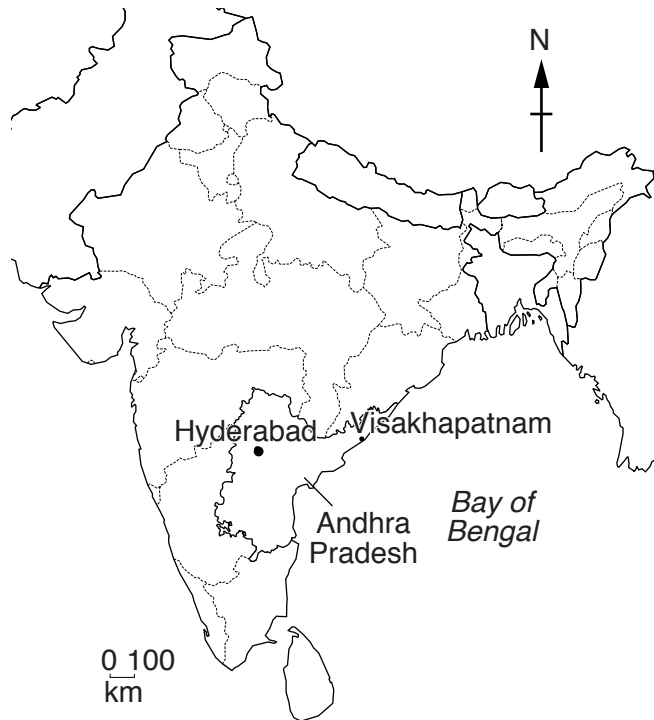 N
Hyderabad
Visakhapatnam
Andhra
Pradesh
Bay of
Bengal
0 100
km